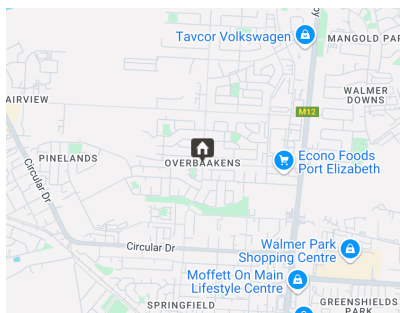 Tavcor Volkswagen
MANGOLD PAR
WALMER
DOWNS
AIRVIEW
M12
PINELANDS
OVERBAAKENS
Econo Foods
Port Elizabeth
Circular Dr
Circular Dr
Walmer Park
Shopping Centre
Moffett On Main
Lifestyle Centre
SPRINGFIELD
GREENSHIELDS
PARK